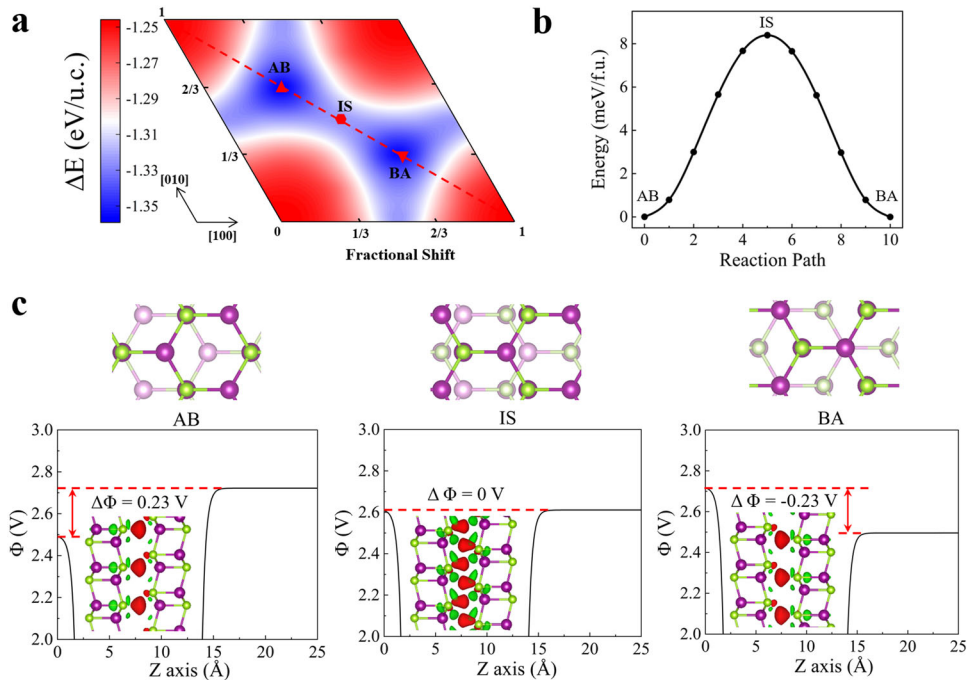 a
ΔE (eV/u.c.)
-1.25
-1.27
-1.29
-1.31
-1.33
-1.35
[010]
[100]
1
2/3
1/3
AB
IS
BA
0
1/3
2/3
1
Fractional Shift
b
Energy (meV/f.u.)
8
6
4
2
0
IS
AB
BA
0 2 4 6 8 10
Reaction Path
c
AB
IS
BA
Φ (V)
3.0
2.8
2.6
2.4
2.2
2.0
ΔΦ = 0.23 V
0 5 10 15 20 25
Z axis (Å)
Φ (V)
3.0
2.8
2.6
2.4
2.2
2.0
Δ Φ = 0 V
0 5 10 15 20 25
Z axis (Å)
Φ (V)
3.0
2.8
2.6
2.4
2.2
2.0
Δ Φ = -0.23 V
0 5 10 15 20 25
Z axis (Å)